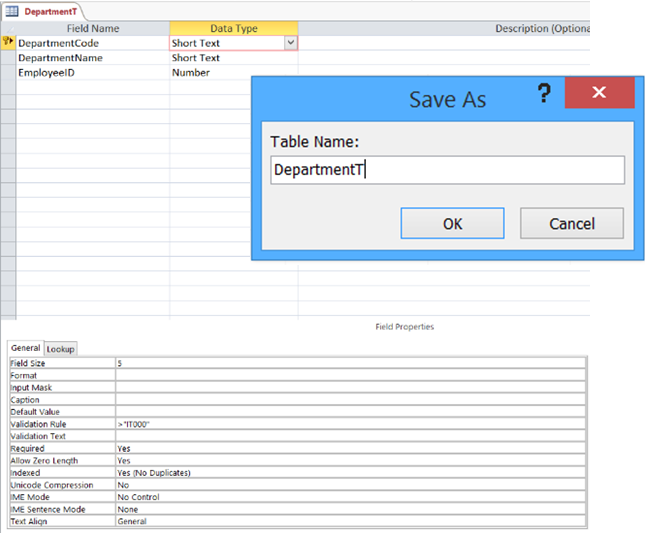 DepartmentT
Field Name Data Type Description (Optiona
DepartmentCode Short Text
DepartmentName Short Text
EmployeeID Number
Save As ?
Table Name:
DepartmentT
OK Cancel
Field Properties
General Lookup
Field Size 5
Format
Input Mask
Caption
Default Value
Validation Rule >"IT000"
Validation Text
Required Yes
Allow Zero Length Yes
Indexed Yes (No Duplicates)
Unicode Compression No
IME Mode No Control
IME Sentence Mode None
Text Align General